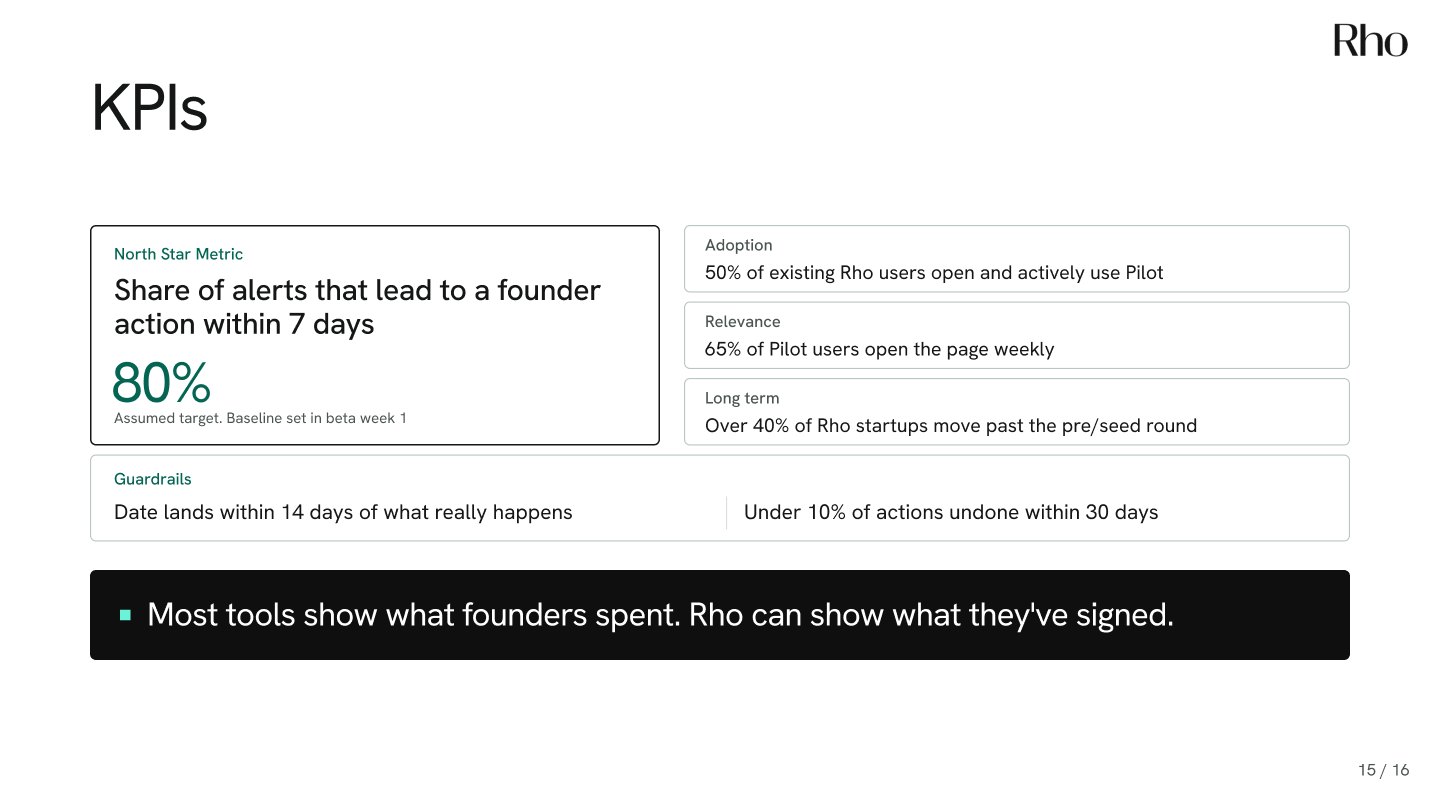 Rho
KPIs
North Star Metric
Share of alerts that lead to a founder
action within 7 days
80%
Assumed target. Baseline set in beta week 1
Adoption
50% of existing Rho users open and actively use Pilot
Relevance
65% of Pilot users open the page weekly
Long term
Over 40% of Rho startups move past the pre/seed round
Guardrails
Date lands within 14 days of what really happens
Under 10% of actions undone within 30 days
Most tools show what founders spent. Rho can show what they've signed.
15 / 16